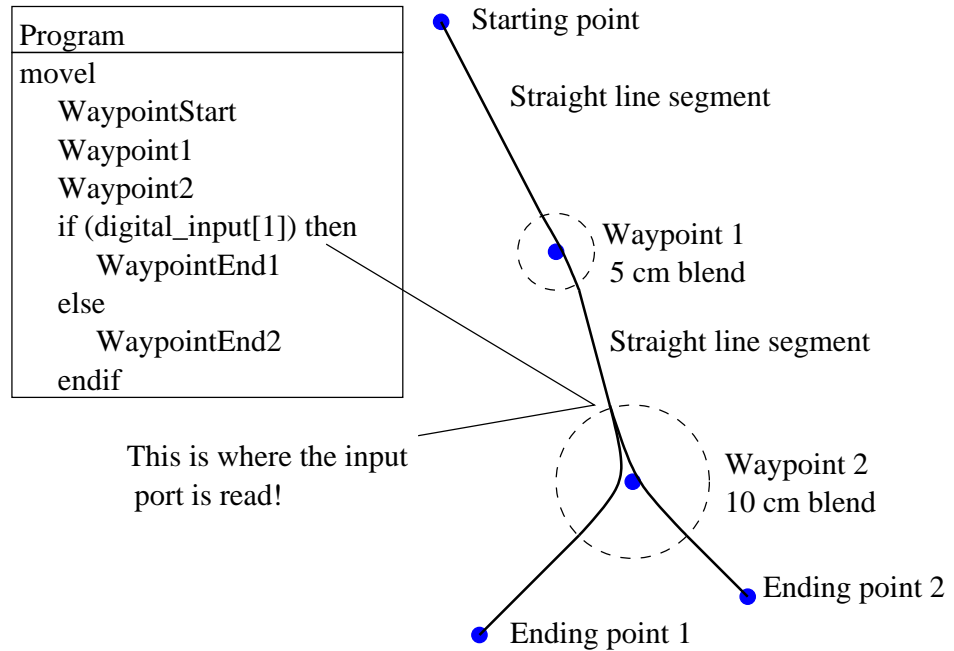 Program
movel
WaypointStart
Waypoint1
Waypoint2
if (digital_input[1]) then
WaypointEnd1
else
WaypointEnd2
endif
This is where the input
port is read!
Starting point
Straight line segment
Waypoint 1
5 cm blend
Straight line segment
Waypoint 2
10 cm blend
Ending point 2
Ending point 1